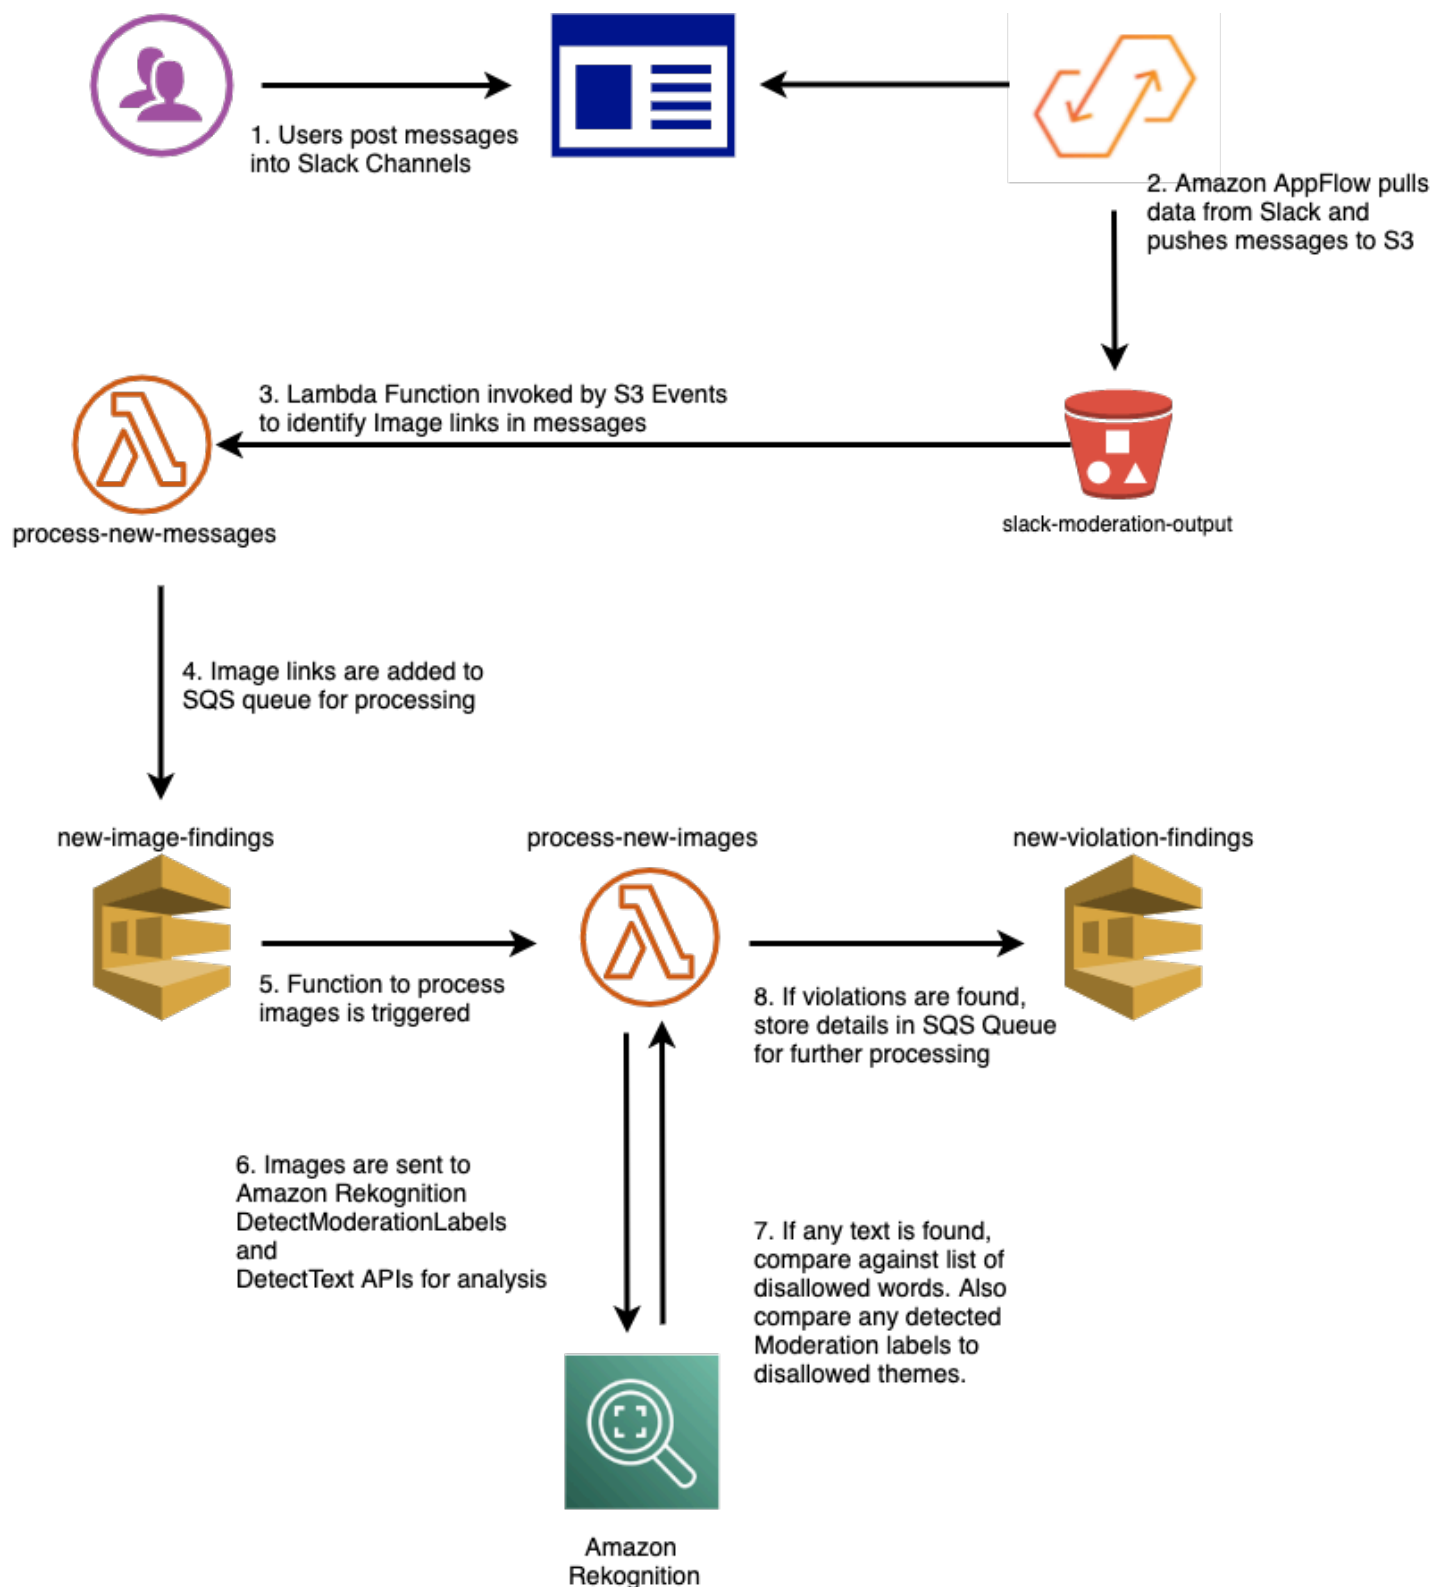 1. Users post messages
into Slack Channels
2. Amazon AppFlow pulls
data from Slack and
pushes messages to S3
3. Lambda Function invoked by S3 Events
to identify Image links in messages
process-new-messages
slack-moderation-output
4. Image links are added to
SQS queue for processing
new-image-findings
process-new-images
new-violation-findings
5. Function to process
images is triggered
8. If violations are found,
store details in SQS Queue
for further processing
6. Images are sent to
Amazon Rekognition
DetectModerationLabels
and
DetectText APIs for analysis
7. If any text is found,
compare against list of
disallowed words. Also
compare any detected
Moderation labels to
disallowed themes.
Amazon
Rekognition